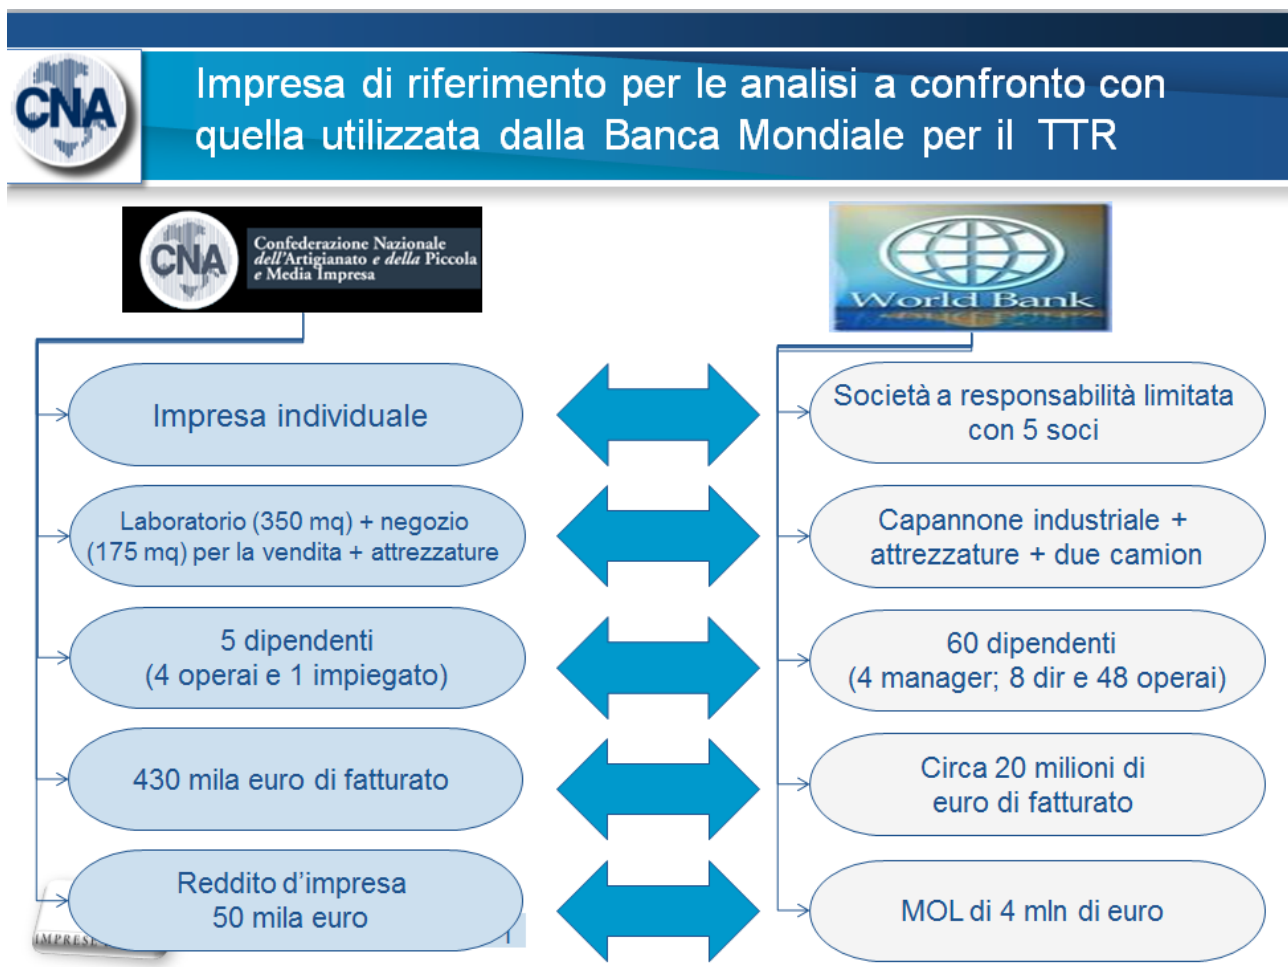 CNA
Impresa di riferimento per le analisi a confronto con
quella utilizzata dalla Banca Mondiale per il TTR
CNA
Confederazione Nazionale
dell'Artigianato e della Piccola
e Media Impresa
World Bank
Impresa individuale
Società a responsabilità limitata
con 5 soci
Laboratorio (350 mq) + negozio
(175 mq) per la vendita + attrezzature
Capannone industriale +
attrezzature + due camion
5 dipendenti
(4 operai e 1 impiegato)
60 dipendenti
(4 manager; 8 dir e 48 operai)
430 mila euro di fatturato
Circa 20 milioni di
euro di fatturato
Reddito d'impresa
50 mila euro
MOL di 4 mln di euro
IMPRESE
1